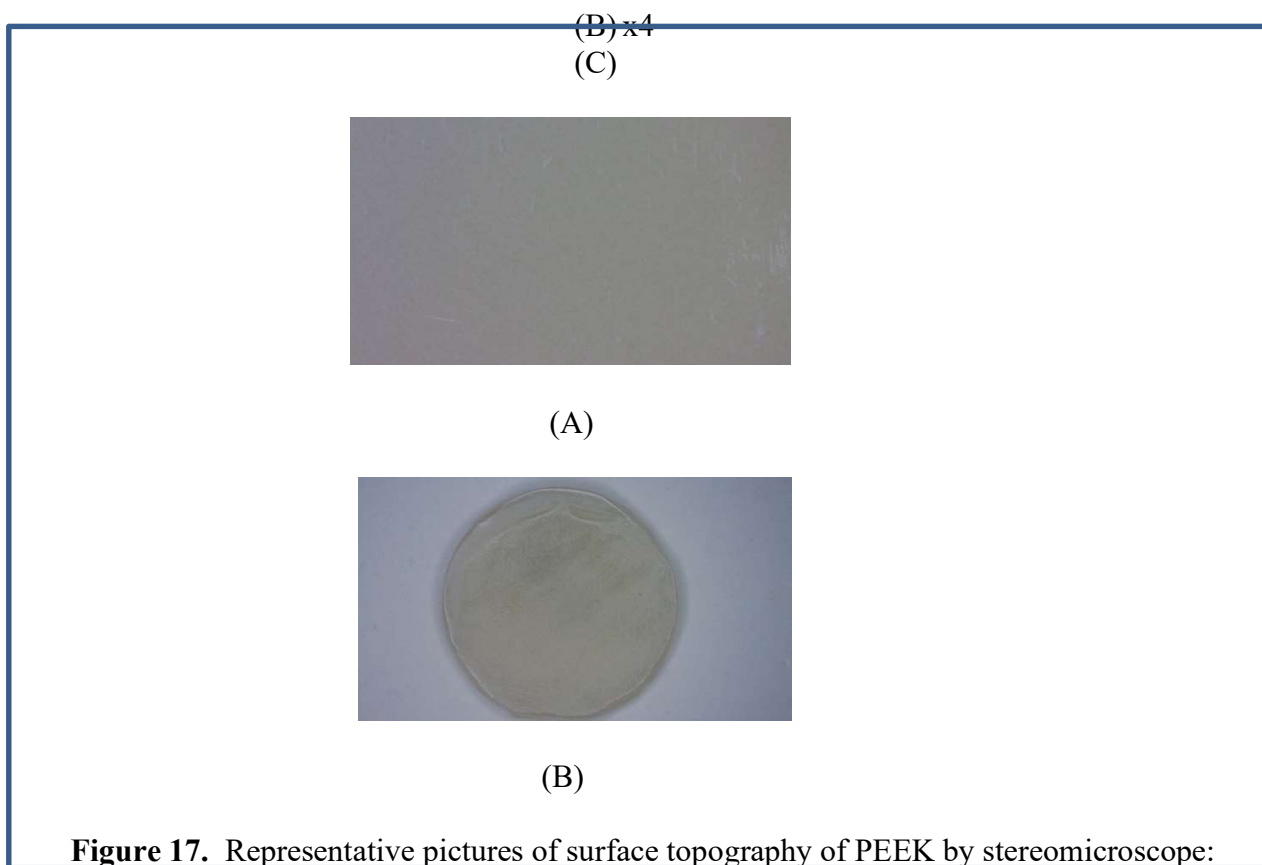 (B) x4
(C)
(A)
(B)
Figure 17. Representative pictures of surface topography of PEEK by stereomicroscope: